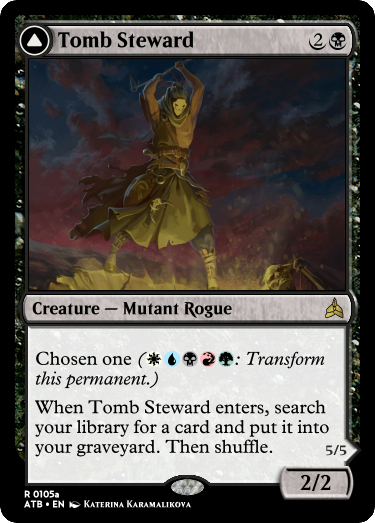 Tomb Steward 2
Creature — Mutant Rogue
Chosen one (: Transform
this permanent.)
When Tomb Steward enters, search
your library for a card and put it into
your graveyard. Then shuffle.
5/5
2/2
R 0105a
ATB • EN KATERINA KARAMALIKOVA